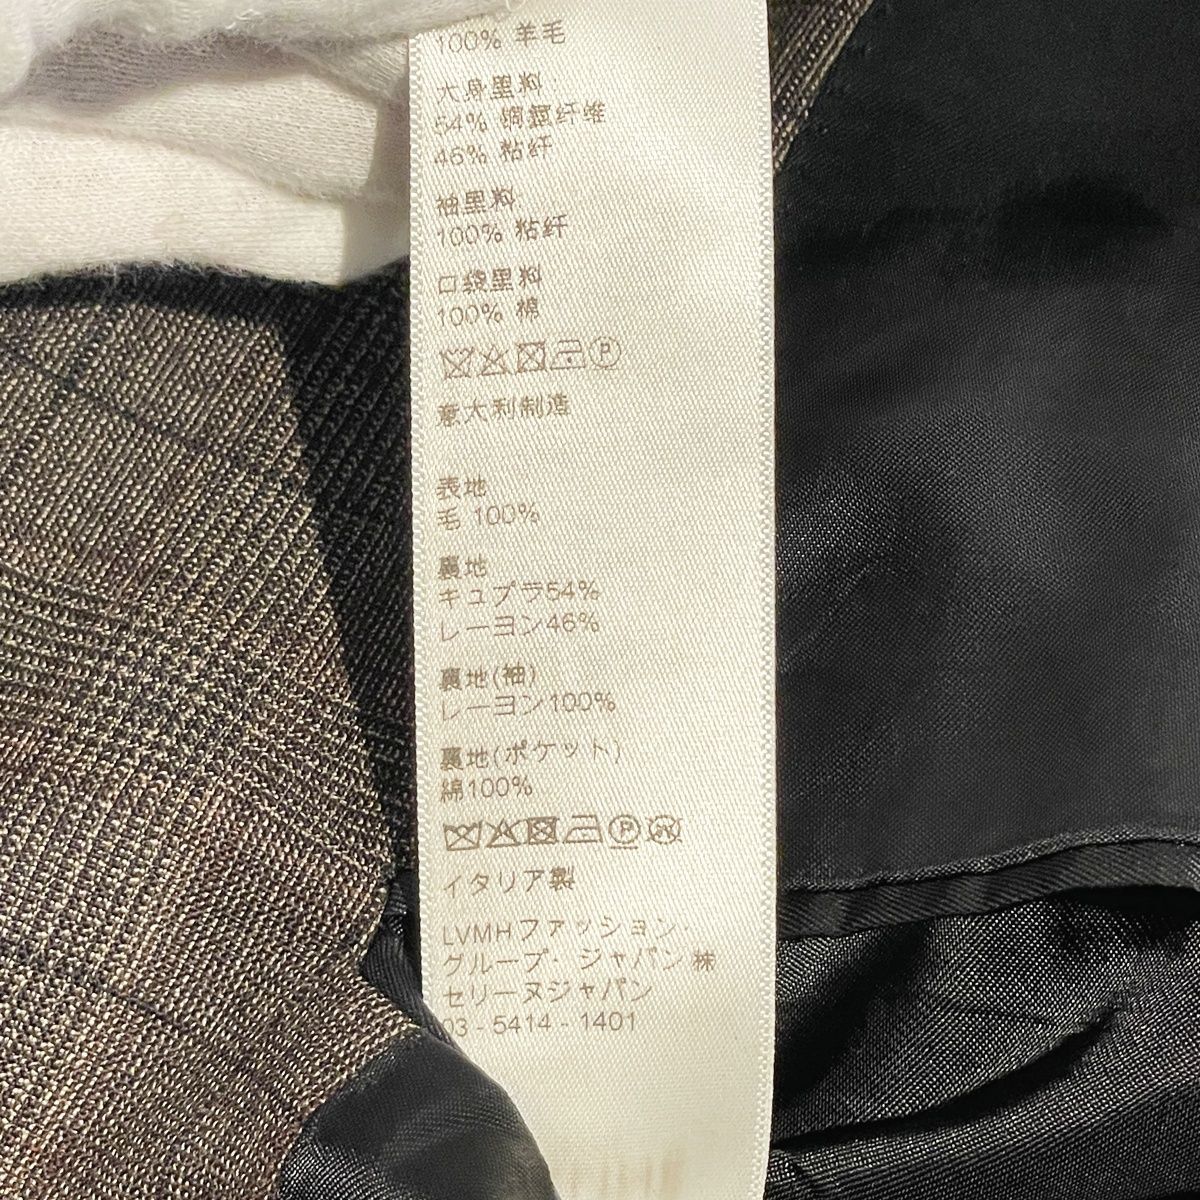 100% 羊毛
大身里料:
54% 铜氨纤维
46% 粘纤
袖里料:
100% 粘纤
口袋里料:
100% 棉
P
意大利制造
表地
毛 100%
裏地
キュプラ54%
レーヨン46%
裏地(袖)
レーヨン100%
裏地(ポケット)
綿100%
P
イタリア製
LVMHファッション・
グループ・ジャパン 株
セリーヌジャパン
03 - 5414 - 1401